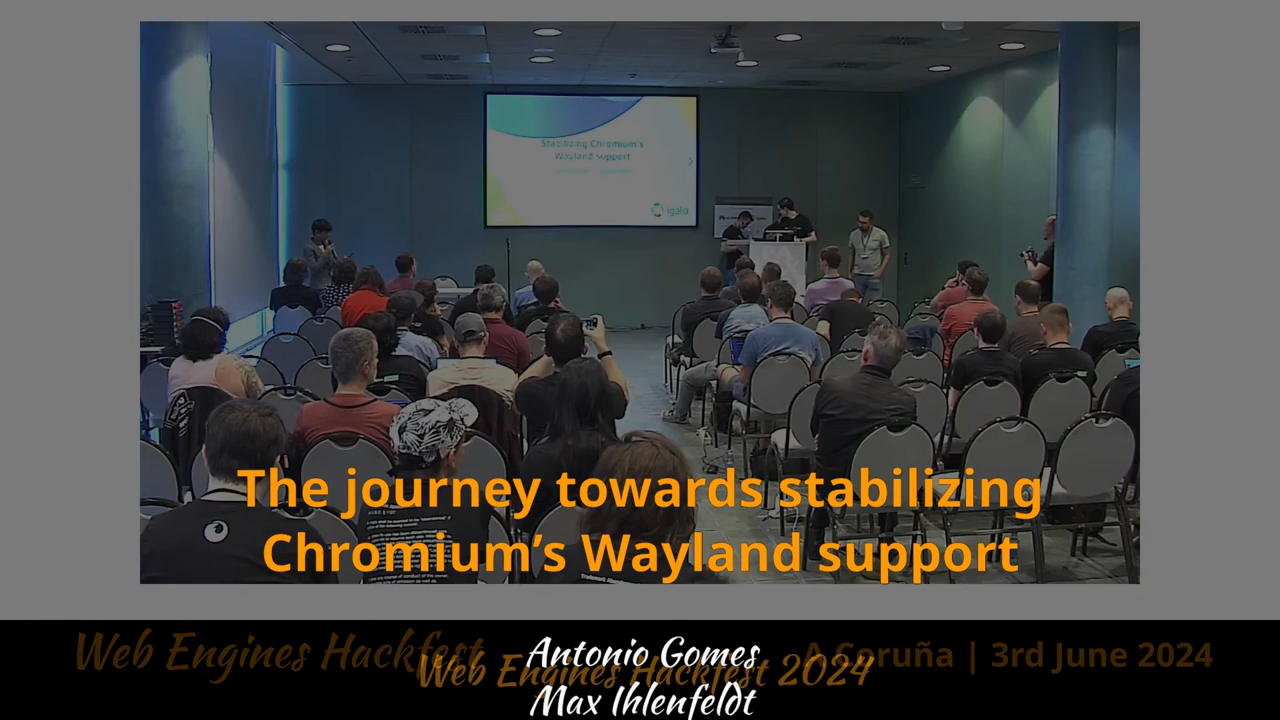 Stabilizing Chromium's
Wayland support
igalia
The journey towards stabilizing
Chromium's Wayland support
Web Engines Hackfest
A Coruña | 3rd June 2024
Web Engines Hackfest 2024
Antonio Gomes
Max Ihlenfeldt